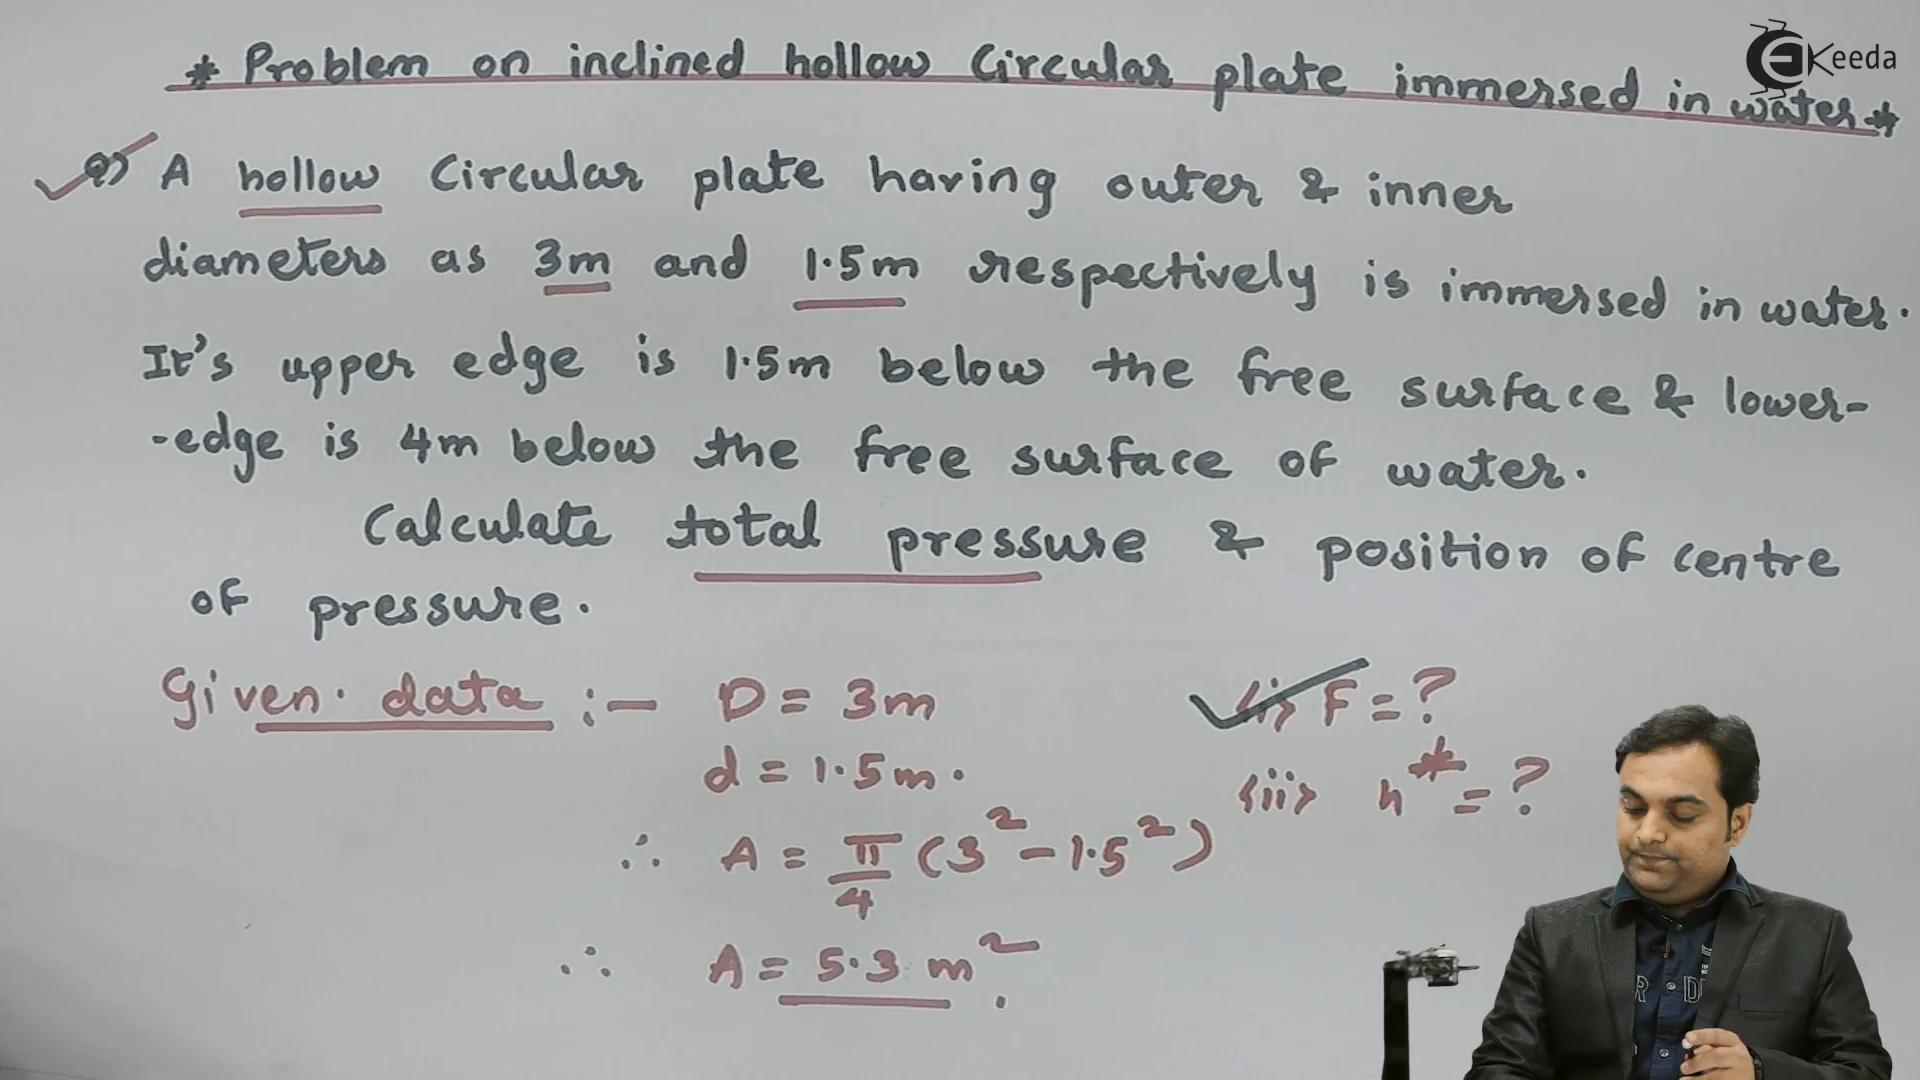 * Problem on inclined hollow Circular plate immersed in water *
EKeeda
Q) A hollow Circular plate having outer & inner
diameters as 3m and 1.5m respectively is immersed in water.
It's upper edge is 1.5m below the free surface & lower-
-edge is 4m below the free surface of water.
Calculate total pressure & position of centre
of pressure.
Given data :- D = 3m
(i) F = ?
d = 1.5m.
(ii) h* = ?
∴ A = π/4 (3² - 1.5²)
∴ A = 5.3 m².